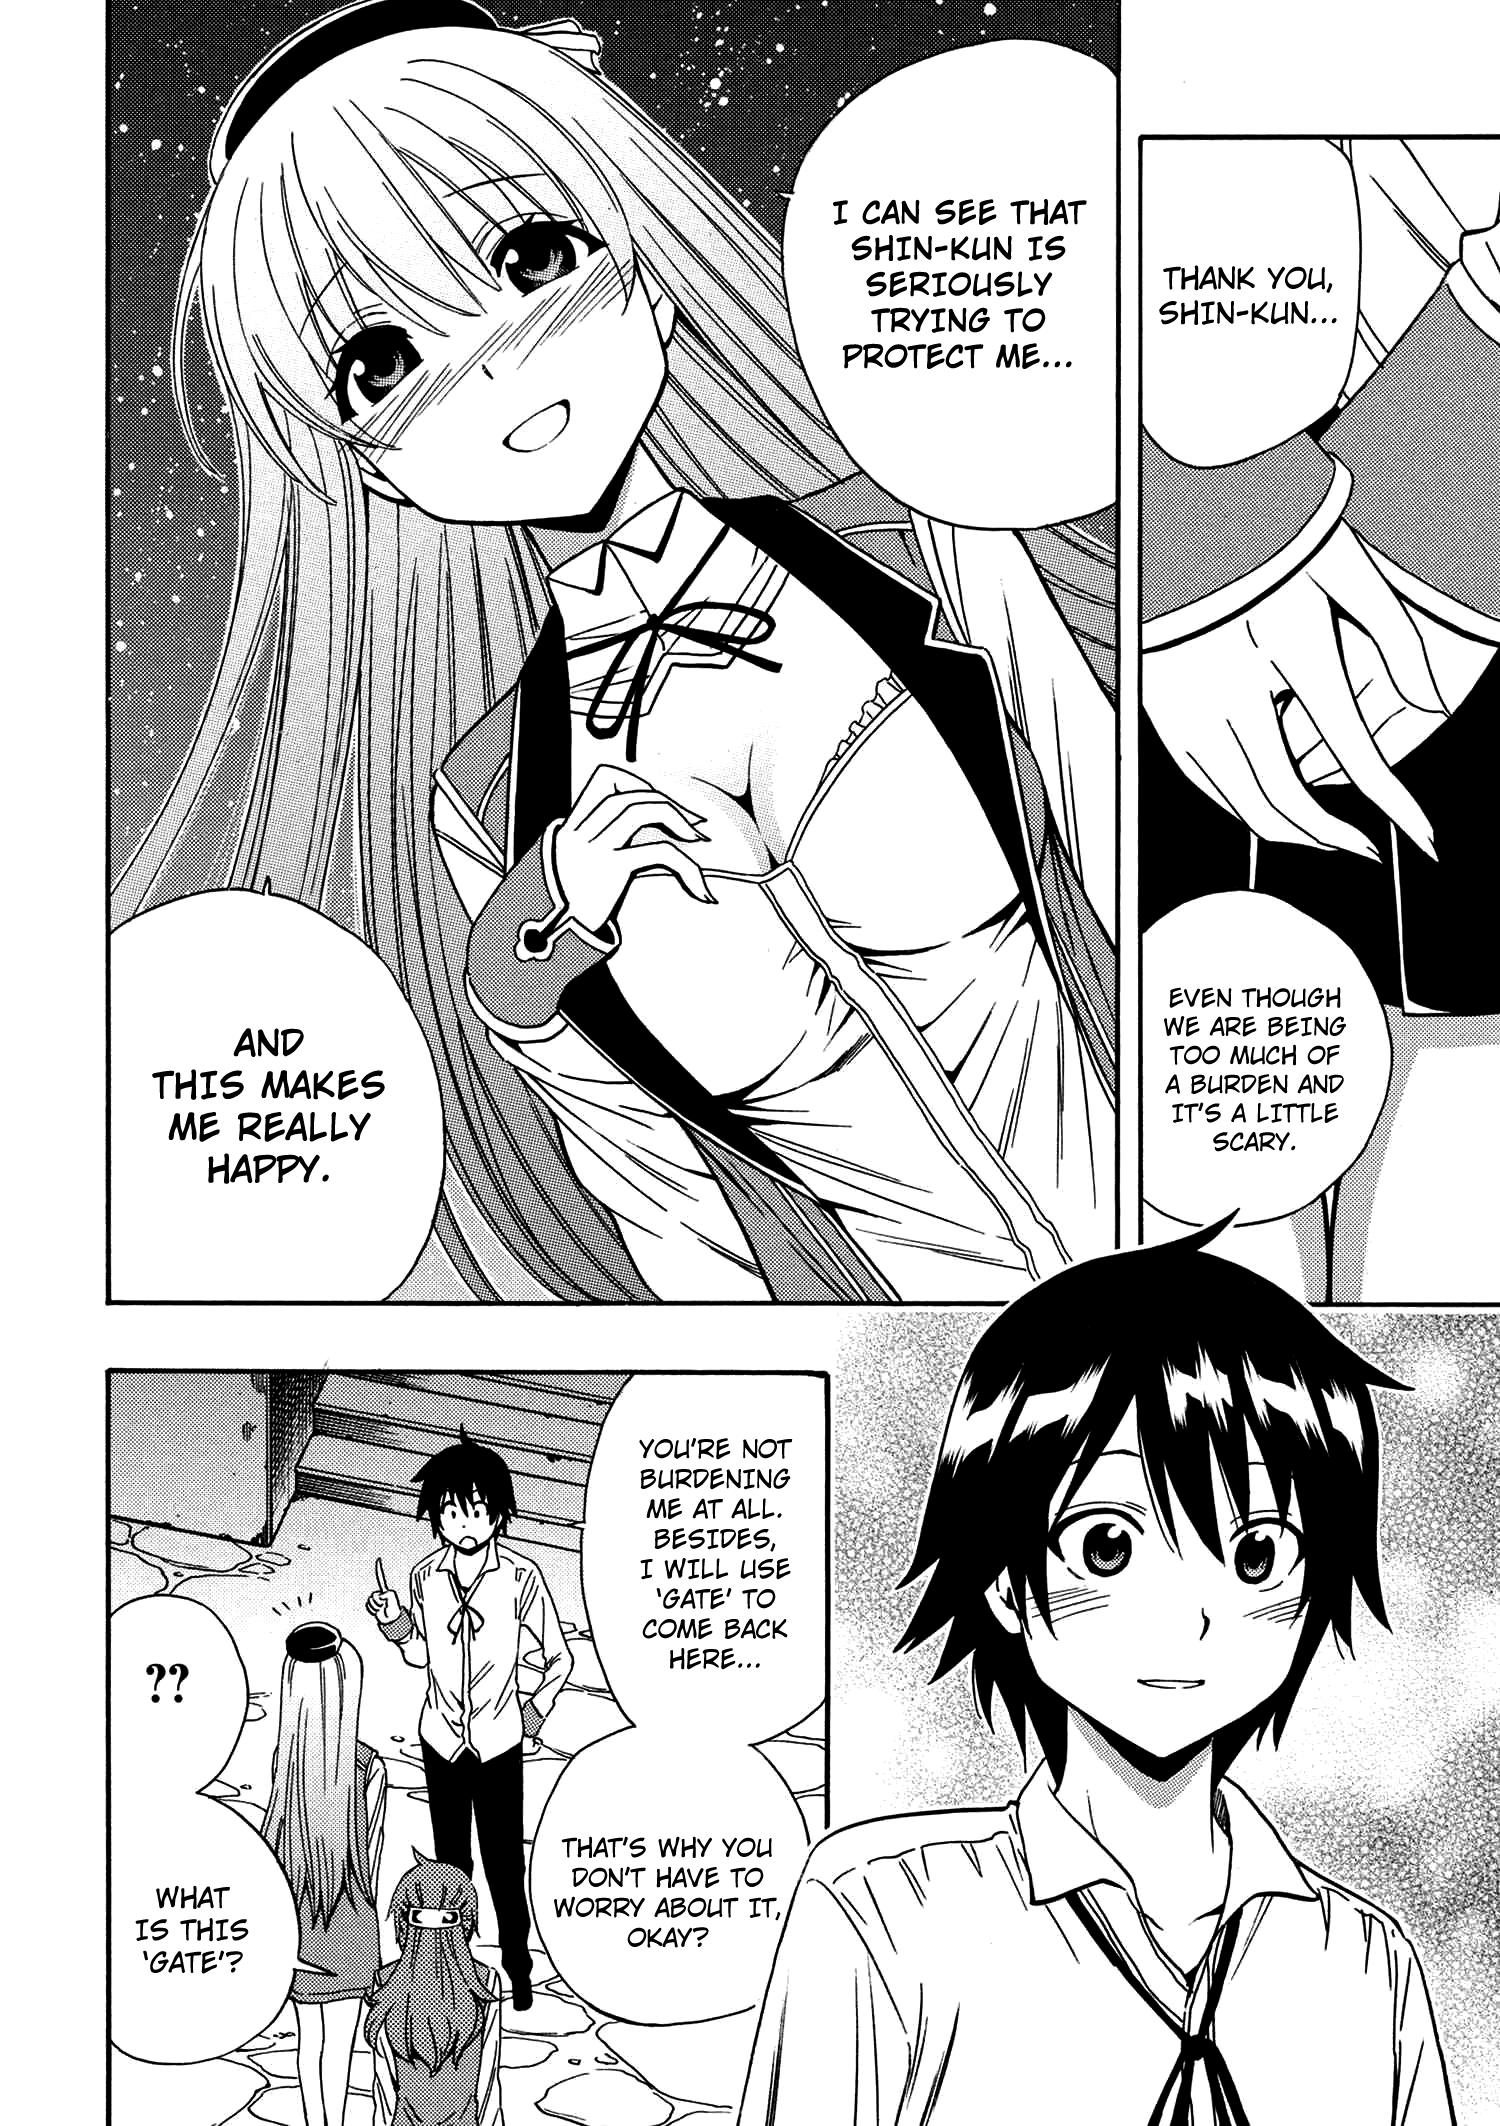 THANK YOU,
SHIN-KUN...
EVEN THOUGH
WE ARE BEING
TOO MUCH OF
A BURDEN AND
IT'S A LITTLE
SCARY.
I CAN SEE THAT
SHIN-KUN IS
SERIOUSLY
TRYING TO
PROTECT ME...
AND
THIS MAKES
ME REALLY
HAPPY.
YOU'RE NOT
BURDENING
ME AT ALL.
BESIDES,
I WILL USE
'GATE' TO
COME BACK
HERE...
THAT'S WHY YOU
DON'T HAVE TO
WORRY ABOUT IT,
OKAY?
??
WHAT
IS THIS
'GATE'?